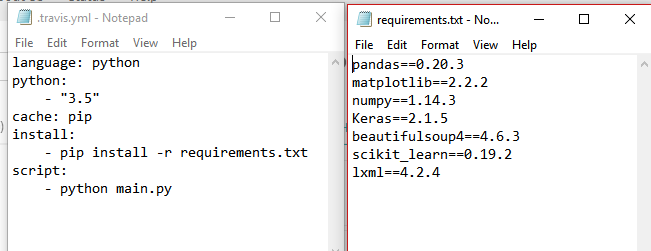 .travis.yml - Notepad
File Edit Format View Help
language: python
python:
    - "3.5"
cache: pip
install:
    - pip install -r requirements.txt
script:
    - python main.py
requirements.txt - No...
File Edit Format View Help
pandas==0.20.3
matplotlib==2.2.2
numpy==1.14.3
Keras==2.1.5
beautifulsoup4==4.6.3
scikit_learn==0.19.2
lxml==4.2.4